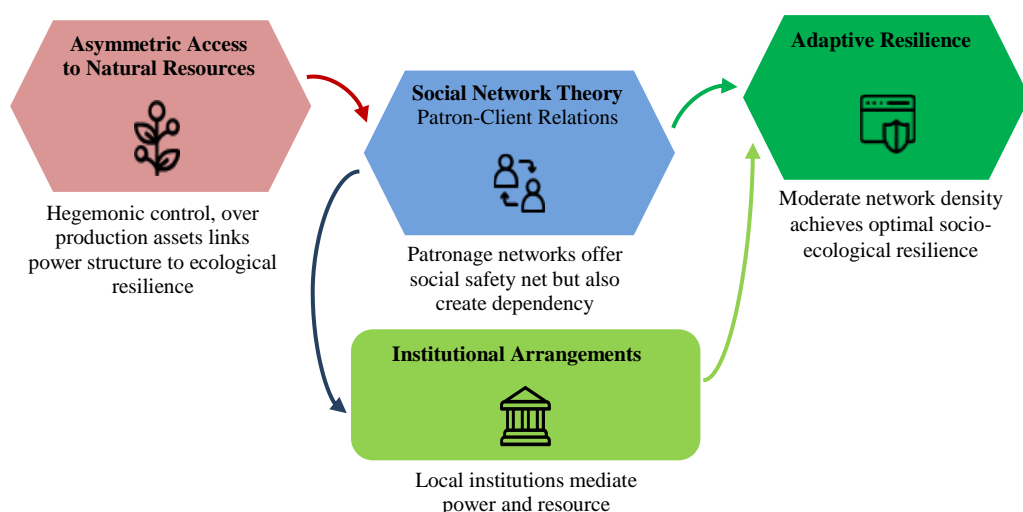 Asymmetric Access
to Natural Resources
Hegemonic control, over
production assets links
power structure to ecological
resilience
Social Network Theory
Patron-Client Relations
Patronage networks offer
social safety net but also
create dependency
Institutional Arrangements
Local institutions mediate
power and resource
Adaptive Resilience
Moderate network density
achieves optimal socio-
ecological resilience